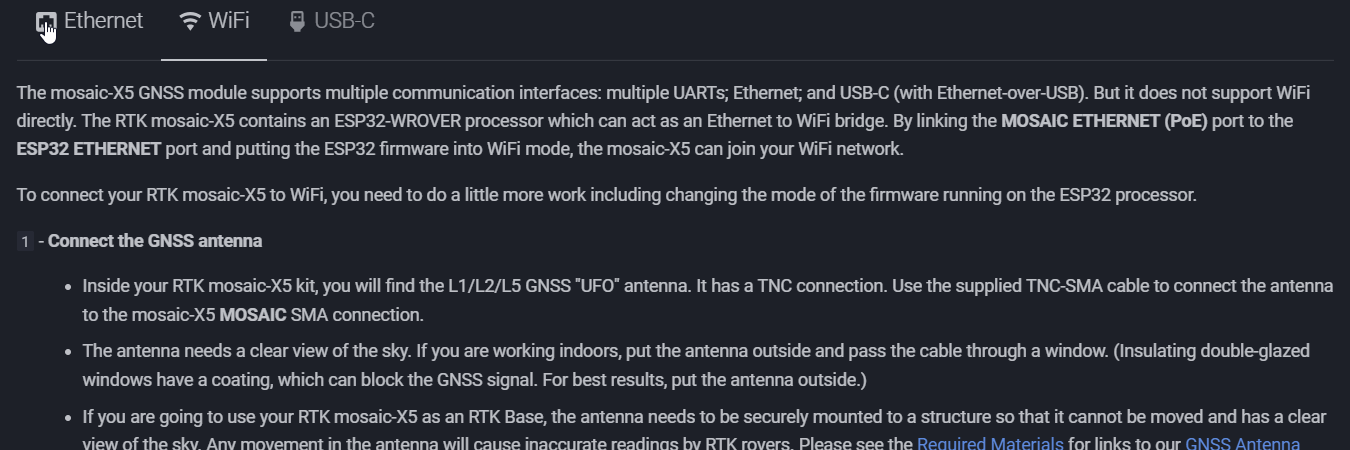 Ethernet WiFi USB-C
The mosaic-X5 GNSS module supports multiple communication interfaces: multiple UARTs; Ethernet; and USB-C (with Ethernet-over-USB). But it does not support WiFi
directly. The RTK mosaic-X5 contains an ESP32-WROVER processor which can act as an Ethernet to WiFi bridge. By linking the MOSAIC ETHERNET (PoE) port to the
ESP32 ETHERNET port and putting the ESP32 firmware into WiFi mode, the mosaic-X5 can join your WiFi network.
To connect your RTK mosaic-X5 to WiFi, you need to do a little more work including changing the mode of the firmware running on the ESP32 processor.
1 - Connect the GNSS antenna
• Inside your RTK mosaic-X5 kit, you will find the L1/L2/L5 GNSS "UFO" antenna. It has a TNC connection. Use the supplied TNC-SMA cable to connect the antenna
to the mosaic-X5 MOSAIC SMA connection.
• The antenna needs a clear view of the sky. If you are working indoors, put the antenna outside and pass the cable through a window. (Insulating double-glazed
windows have a coating, which can block the GNSS signal. For best results, put the antenna outside.)
• If you are going to use your RTK mosaic-X5 as an RTK Base, the antenna needs to be securely mounted to a structure so that it cannot be moved and has a clear
view of the sky. Any movement in the antenna will cause inaccurate readings by RTK rovers. Please see the Required Materials for links to our GNSS Antenna